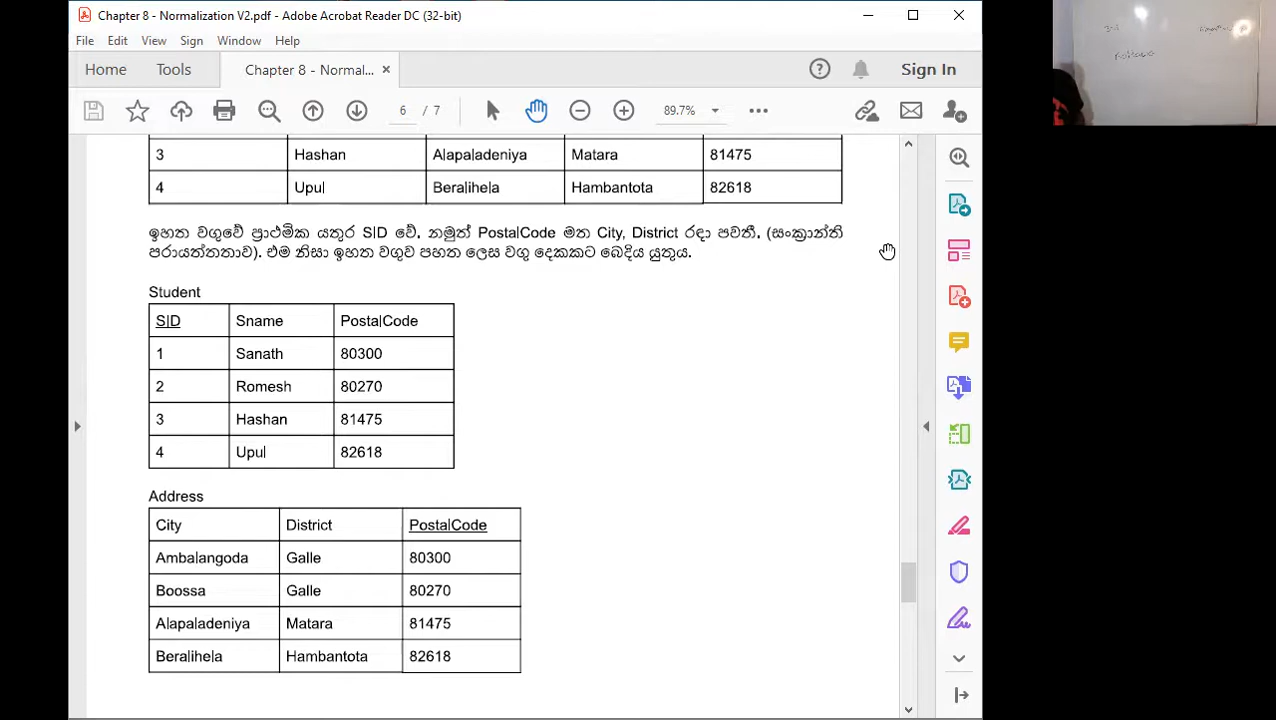 Chapter 8 - Normalization V2.pdf - Adobe Acrobat Reader DC (32-bit)
File Edit View Sign Window Help
Home Tools Chapter 8 - Normal... Sign In
6 / 7 89.7%
3 Hashan Alapaladeniya Matara 81475
4 Upul Beralihela Hambantota 82618
ඉහත වගුවේ ප්‍රාථමික යතුර SID වේ. නමුත් PostalCode මත City, District රඳා පවතී. (සංක්‍රාන්ති
පරායත්තතාව). එම නිසා ඉහත වගුව පහත ලෙස වගු දෙකකට බෙදිය යුතුය.
Student
SID Sname PostalCode
1 Sanath 80300
2 Romesh 80270
3 Hashan 81475
4 Upul 82618
Address
City District PostalCode
Ambalangoda Galle 80300
Boossa Galle 80270
Alapaladeniya Matara 81475
Beralihela Hambantota 82618